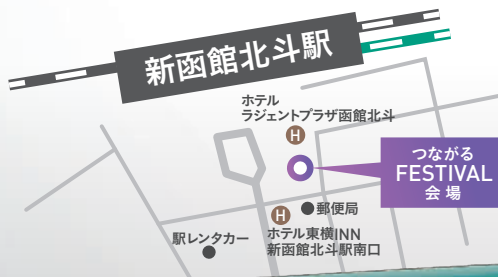 新函館北斗駅
ホテル
ラジェントプラザ函館北斗
H
つながる
FESTIVAL
会場
郵便局
H
ホテル東横INN
新函館北斗駅南口
駅レンタカー